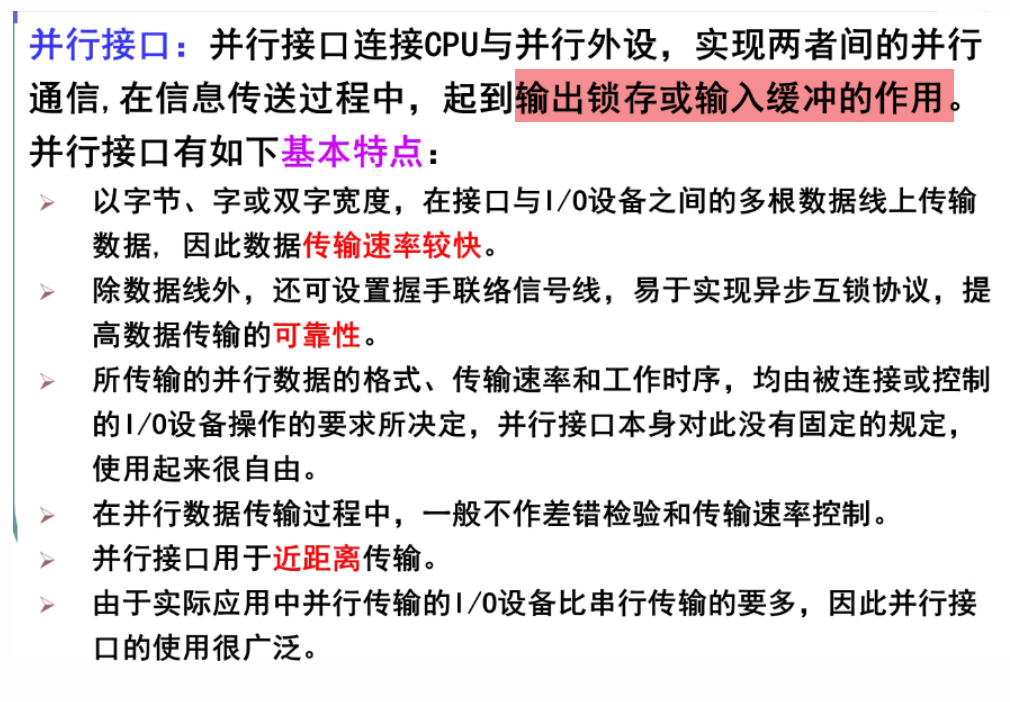 并行接口：并行接口连接CPU与并行外设，实现两者间的并行
通信,在信息传送过程中，起到输出锁存或输入缓冲的作用。
并行接口有如下基本特点：
➢ 以字节、字或双字宽度，在接口与I/O设备之间的多根数据线上传输
数据, 因此数据传输速率较快。
➢ 除数据线外，还可设置握手联络信号线，易于实现异步互锁协议，提
高数据传输的可靠性。
➢ 所传输的并行数据的格式、传输速率和工作时序，均由被连接或控制
的I/O设备操作的要求所决定，并行接口本身对此没有固定的规定，
使用起来很自由。
➢ 在并行数据传输过程中，一般不作差错检验和传输速率控制。
➢ 并行接口用于近距离传输。
➢ 由于实际应用中并行传输的I/O设备比串行传输的要多，因此并行接
口的使用很广泛。